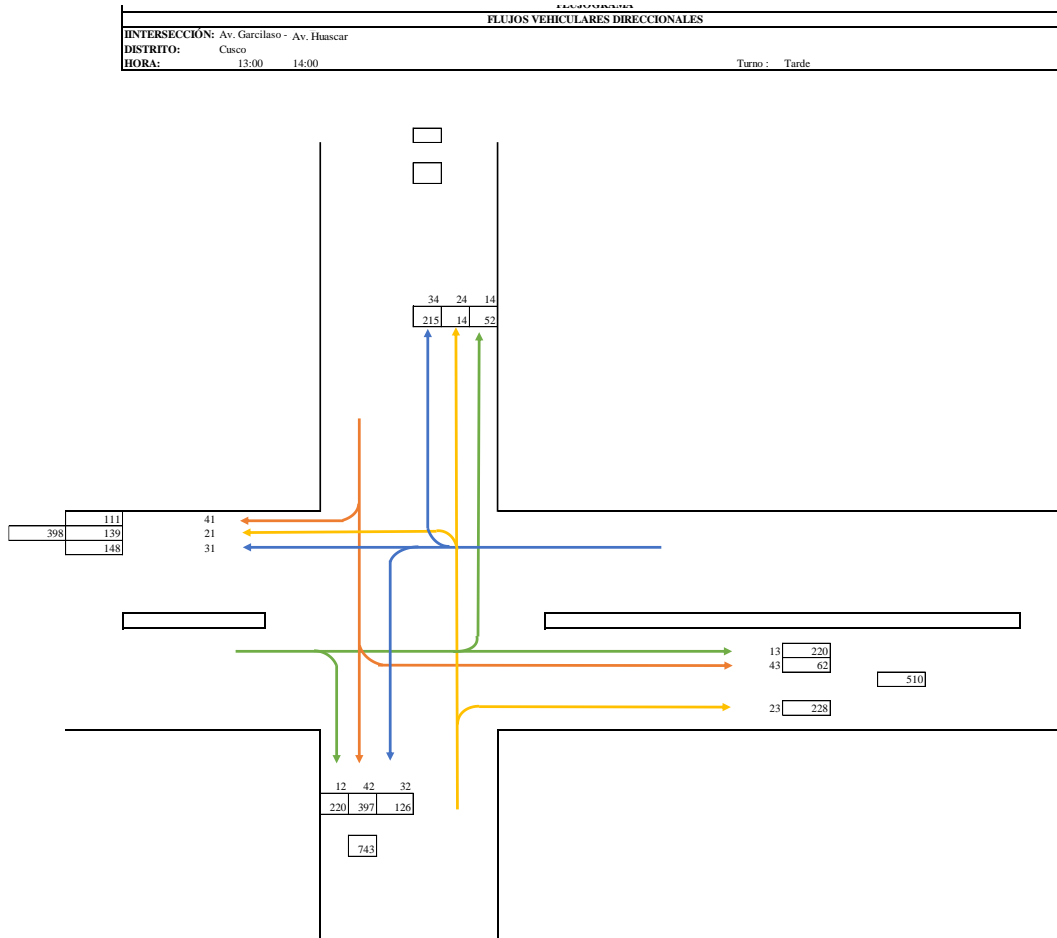 FLUJOGRAMA
FLUJOS VEHICULARES DIRECCIONALES
IINTERSECCIÓN: Av. Garcilaso - Av. Huascar
DISTRITO: Cusco
HORA: 13:00 14:00 Turno : Tarde
34 24 14
215 14 52
111 41
398 139 21
148 31
13 220
43 62
510
23 228
12 42 32
220 397 126
743